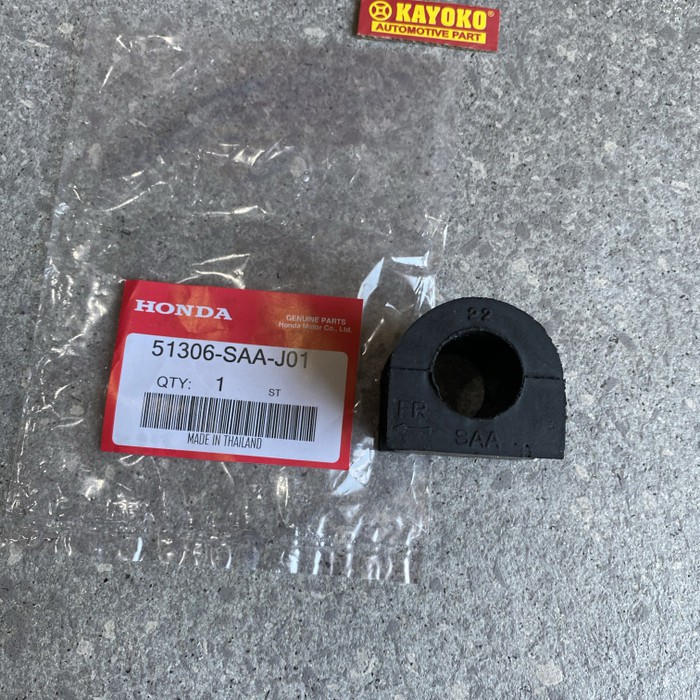 KAYOKO
AUTOMOTIVE PART
HONDA
GENUINE PARTS
Honda Motor Co., Ltd.
51306-SAA-J01
QTY: 1 ST
MADE IN THAILAND
22
FR
SAA